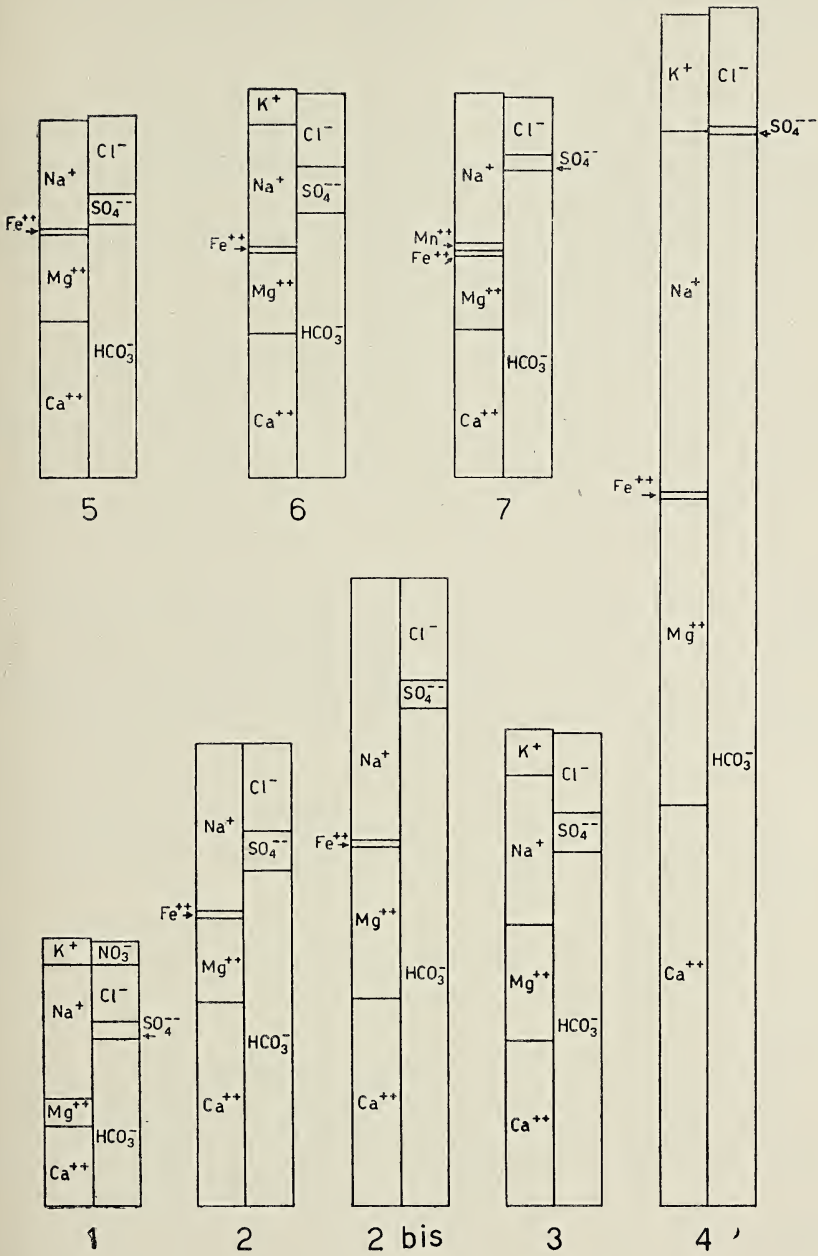 K⁺ Cl⁻
SO₄⁻⁻
Na⁺
Fe⁺⁺
Mg⁺⁺
HCO₃⁻
Ca⁺⁺
4
Cl⁻
Na⁺
SO₄⁻⁻
Fe⁺⁺
Mg⁺⁺
HCO₃⁻
Ca⁺⁺
5
K⁺
Cl⁻
Na⁺
SO₄⁻⁻
Fe⁺⁺
Mg⁺⁺
HCO₃⁻
Ca⁺⁺
6
Cl⁻
SO₄⁻⁻
Na⁺
Mn⁺⁺
Fe⁺⁺
Mg⁺⁺
HCO₃⁻
Ca⁺⁺
7
K⁺ NO₃⁻
Cl⁻
Na⁺
SO₄⁻⁻
Mg⁺⁺
HCO₃⁻
Ca⁺⁺
1
Cl⁻
Na⁺
SO₄⁻⁻
Fe⁺⁺
Mg⁺⁺
HCO₃⁻
Ca⁺⁺
2
Cl⁻
SO₄⁻⁻
Na⁺
Fe⁺⁺
Mg⁺⁺
HCO₃⁻
Ca⁺⁺
2 bis
K⁺
Cl⁻
SO₄⁻⁻
Na⁺
Mg⁺⁺
HCO₃⁻
Ca⁺⁺
3